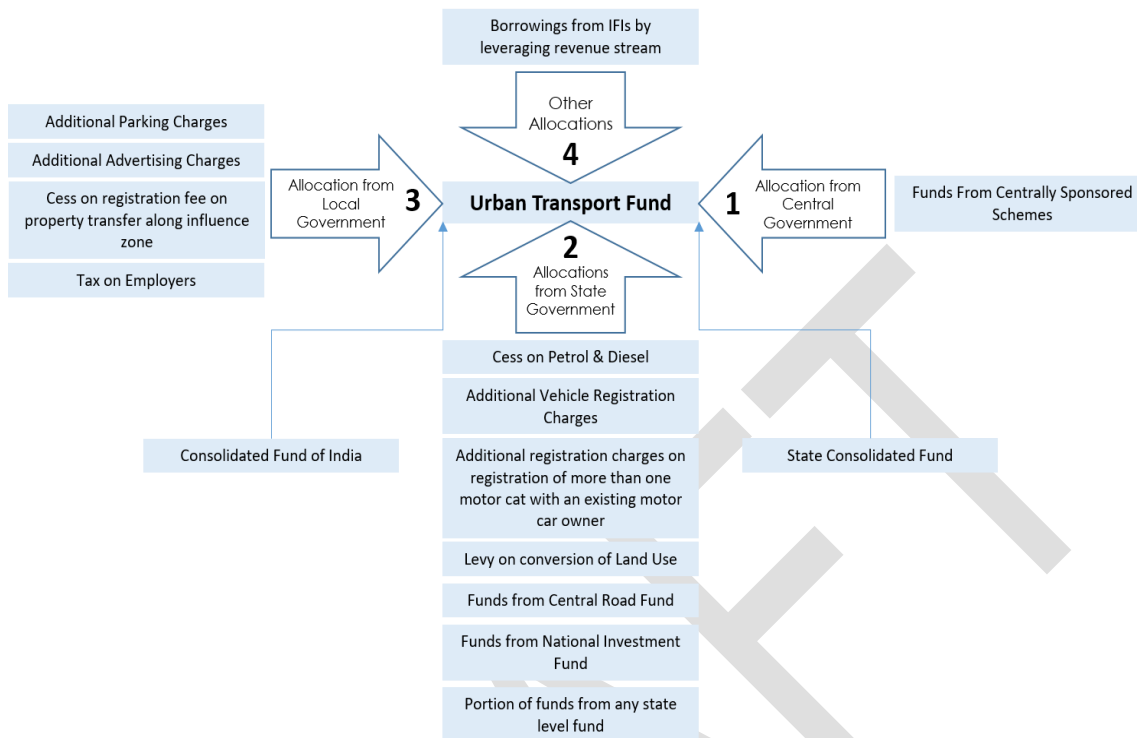 Borrowings from IFIs by
leveraging revenue stream
Other
Allocations
4
Additional Parking Charges
Additional Advertising Charges
Cess on registration fee on
property transfer along influence
zone
Tax on Employers
Allocation from
Local
Government
3
Urban Transport Fund
1
Allocation from
Central
Government
Funds From Centrally Sponsored
Schemes
2
Allocations
from State
Government
Cess on Petrol & Diesel
Additional Vehicle Registration
Charges
Additional registration charges on
registration of more than one
motor cat with an existing motor
car owner
Levy on conversion of Land Use
Funds from Central Road Fund
Funds from National Investment
Fund
Portion of funds from any state
level fund
Consolidated Fund of India
State Consolidated Fund